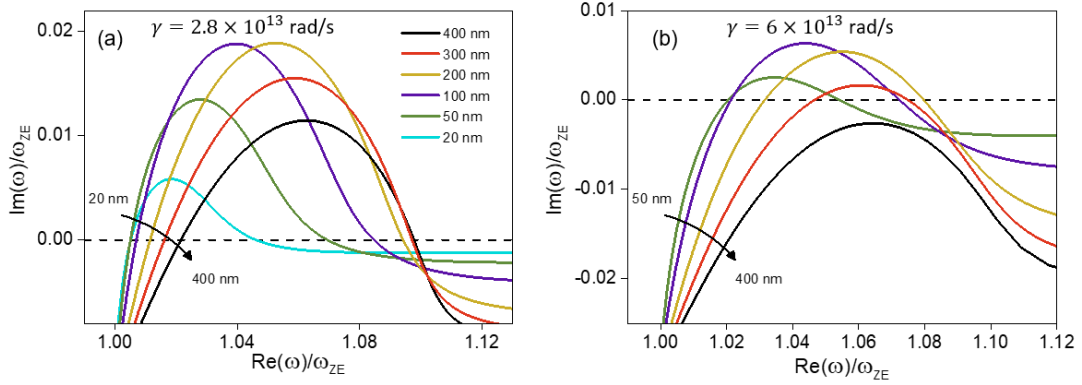 (a) γ = 2.8 × 10¹³ rad/s
400 nm
300 nm
200 nm
100 nm
50 nm
20 nm
0.02
0.01
0.00
Im(ω)/ω_ZE
20 nm
400 nm
1.00 1.04 1.08 1.12
Re(ω)/ω_ZE
(b) γ = 6 × 10¹³ rad/s
0.01
0.00
-0.01
-0.02
Im(ω)/ω_ZE
50 nm
400 nm
1.00 1.02 1.04 1.06 1.08 1.10 1.12
Re(ω)/ω_ZE